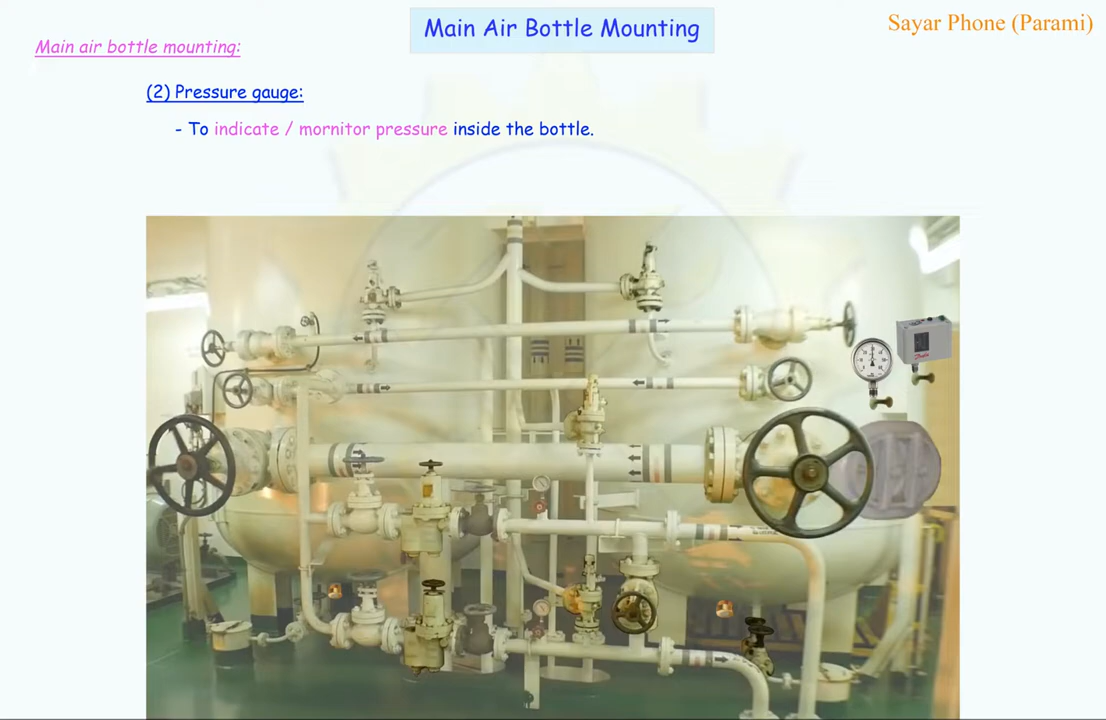 Main Air Bottle Mounting
Sayar Phone (Parami)
Main air bottle mounting:
(2) Pressure gauge:
- To indicate / mornitor pressure inside the bottle.